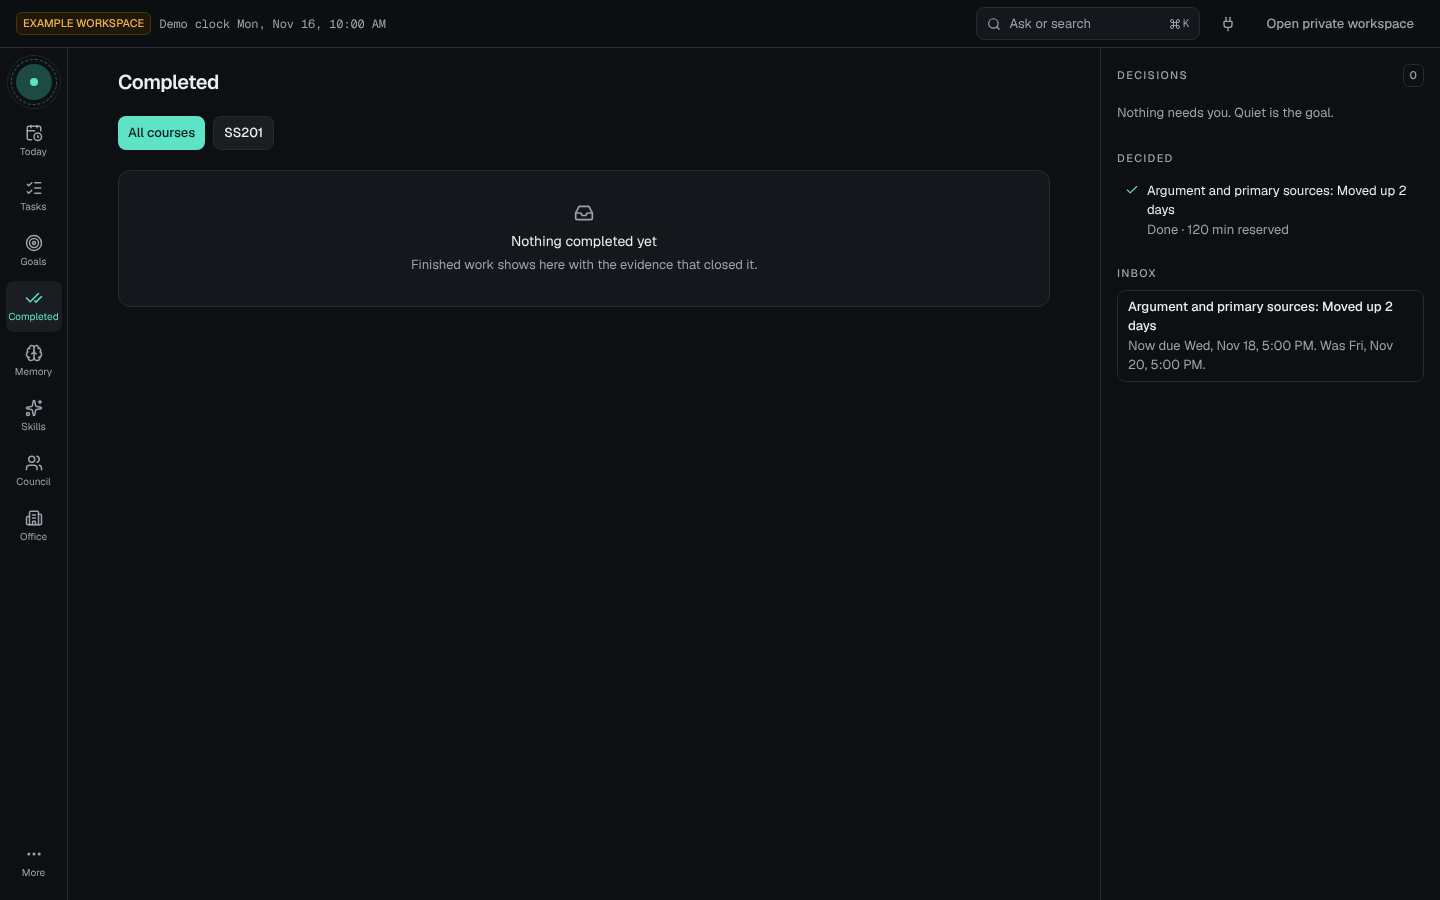 EXAMPLE WORKSPACE Demo clock Mon, Nov 16, 10:00 AM
Ask or search ⌘K
Open private workspace
Today
Tasks
Goals
Completed
Memory
Skills
Council
Office
More
Completed
All courses
SS201
Nothing completed yet
Finished work shows here with the evidence that closed it.
DECISIONS 0
Nothing needs you. Quiet is the goal.
DECIDED
Argument and primary sources: Moved up 2
days
Done · 120 min reserved
INBOX
Argument and primary sources: Moved up 2
days
Now due Wed, Nov 18, 5:00 PM. Was Fri, Nov
20, 5:00 PM.